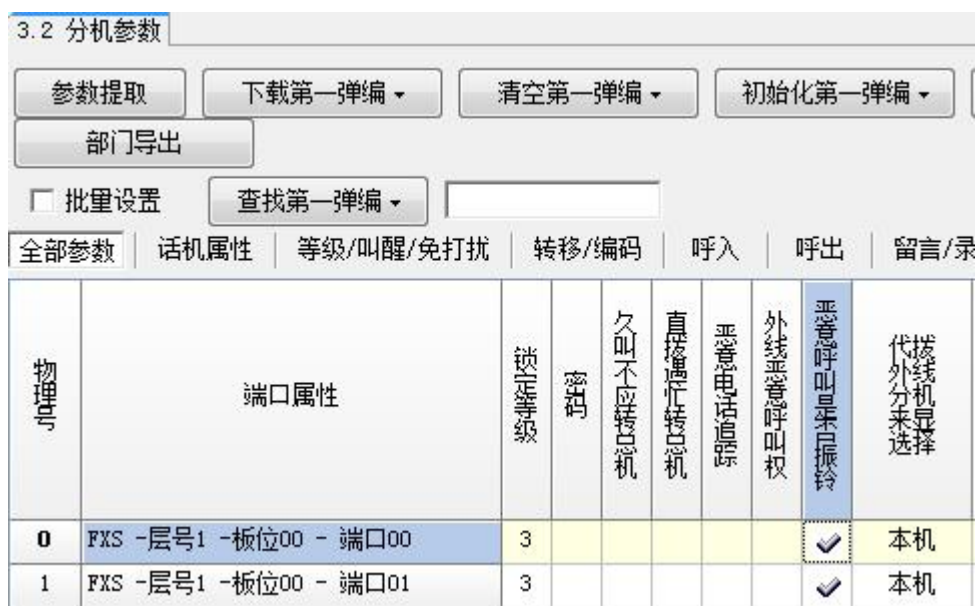 3.2 分机参数
参数提取 下载第一弹编 清空第一弹编 初始化第一弹编
部门导出
批量设置 查找第一弹编
全部参数 话机属性 等级/叫醒/免打扰 转移/编码 呼入 呼出 留言/录
物理号 端口属性 锁定等级 密码 久叫不应转总机 直拨遇忙转总机 恶意电话追踪 外线恶意呼叫权 恶意呼叫是来否振铃 代拨外线分机来显选择
0 FXS -层号1 -板位00 - 端口00 3 本机
1 FXS -层号1 -板位00 - 端口01 3 本机